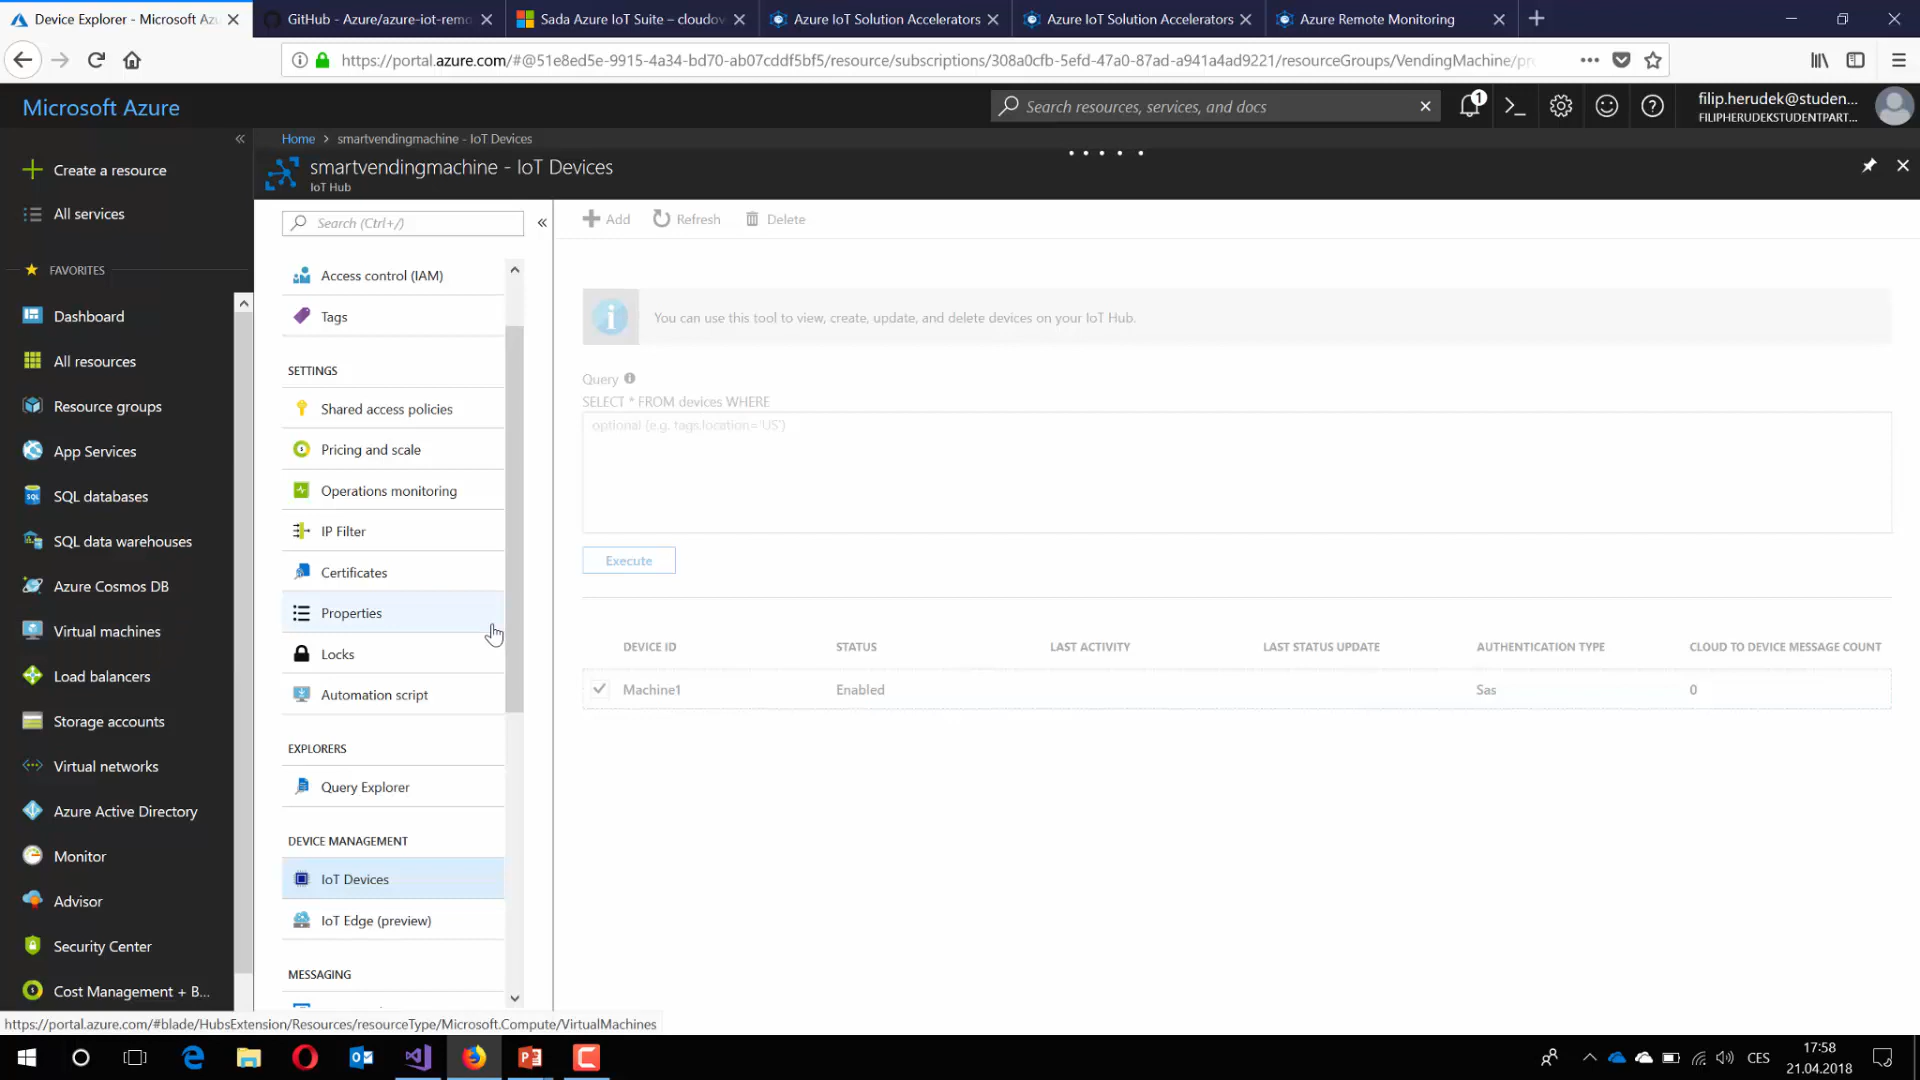 Device Explorer - Microsoft Azu
GitHub - Azure/azure-iot-remo
Sada Azure IoT Suite – cloudov
Azure IoT Solution Accelerators
Azure IoT Solution Accelerators
Azure Remote Monitoring
https://portal.azure.com/#@51e8ed5e-9915-4a34-bd70-ab07cddf5bf5/resource/subscriptions/308a0cfb-5efd-47a0-87ad-a941a4ad9221/resourceGroups/VendingMachine/pr
Microsoft Azure
Search resources, services, and docs
1
filip.herudek@studen...
FILIPHERUDEKSTUDENTPART...
Create a resource
All services
FAVORITES
Dashboard
All resources
Resource groups
App Services
SQL databases
SQL data warehouses
Azure Cosmos DB
Virtual machines
Load balancers
Storage accounts
Virtual networks
Azure Active Directory
Monitor
Advisor
Security Center
Cost Management + B...
Home > smartvendingmachine - IoT Devices
smartvendingmachine - IoT Devices
IoT Hub
Search (Ctrl+/)
Access control (IAM)
Tags
SETTINGS
Shared access policies
Pricing and scale
Operations monitoring
IP Filter
Certificates
Properties
Locks
Automation script
EXPLORERS
Query Explorer
DEVICE MANAGEMENT
IoT Devices
IoT Edge (preview)
MESSAGING
Add Refresh Delete
You can use this tool to view, create, update, and delete devices on your IoT Hub.
Query
SELECT * FROM devices WHERE
optional (e.g. tags.location='US')
Execute
DEVICE ID STATUS LAST ACTIVITY LAST STATUS UPDATE AUTHENTICATION TYPE CLOUD TO DEVICE MESSAGE COUNT
Machine1 Enabled Sas 0
https://portal.azure.com/#blade/HubsExtension/Resources/resourceType/Microsoft.Compute/VirtualMachines
CES
17:58
21.04.2018